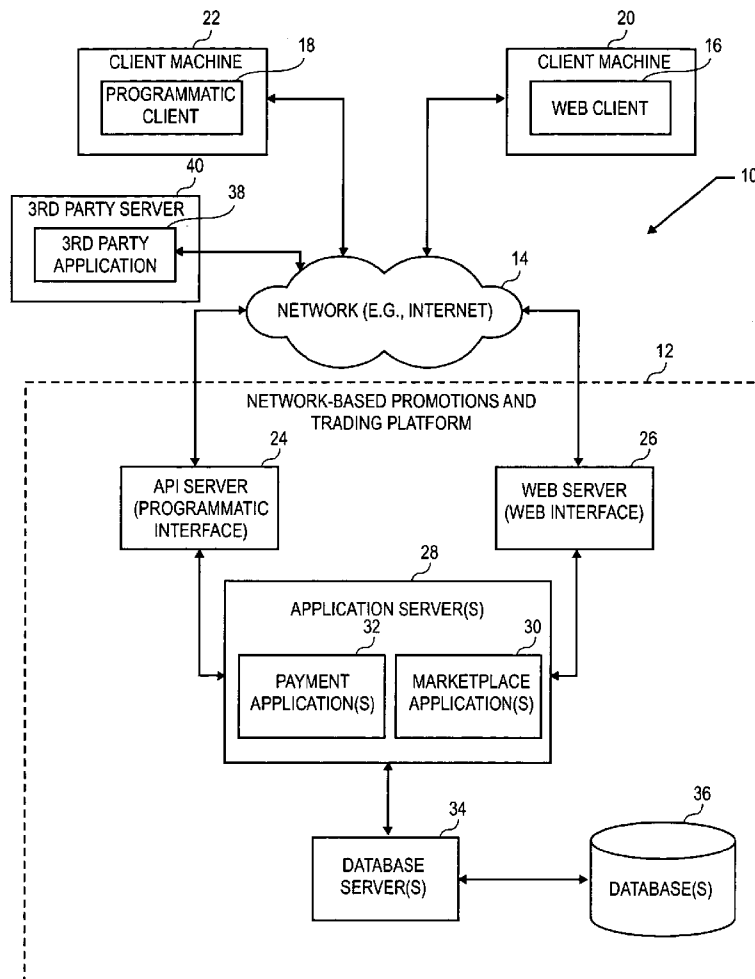 22
CLIENT MACHINE
18
PROGRAMMATIC
CLIENT
20
CLIENT MACHINE
16
WEB CLIENT
10
40
3RD PARTY SERVER
38
3RD PARTY
APPLICATION
14
NETWORK (E.G., INTERNET)
12
NETWORK-BASED PROMOTIONS AND
TRADING PLATFORM
24
API SERVER
(PROGRAMMATIC
INTERFACE)
26
WEB SERVER
(WEB INTERFACE)
28
APPLICATION SERVER(S)
32
PAYMENT
APPLICATION(S)
30
MARKETPLACE
APPLICATION(S)
34
DATABASE
SERVER(S)
36
DATABASE(S)